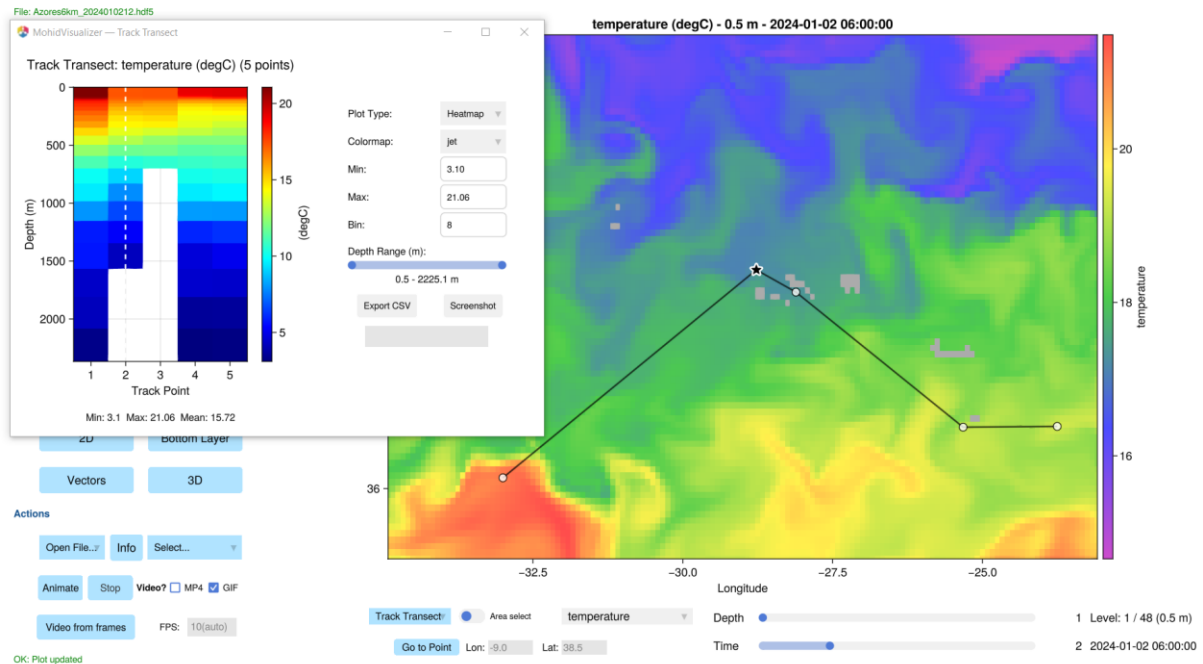 File: Azores6km_2024010212.hdf5
MohidVisualizer — Track Transect
temperature (degC) - 0.5 m - 2024-01-02 06:00:00
Track Transect: temperature (degC) (5 points)
0
500
1000
1500
2000
Depth (m)
1 2 3 4 5
Track Point
20
15
10
5
(degC)
Min: 3.1 Max: 21.06 Mean: 15.72
Plot Type: Heatmap
Colormap: jet
Min: 3.10
Max: 21.06
Bin: 8
Depth Range (m):
0.5 - 2225.1 m
Export CSV Screenshot
2D Bottom Layer
Vectors 3D
Actions
Open File... Info Select...
Animate Stop Video? MP4 GIF
Video from frames FPS: 10(auto)
OK: Plot updated
36
−32.5 −30.0 −27.5 −25.0
Longitude
20
18
16
temperature
Track Transect Area select temperature Depth 1 Level: 1 / 48 (0.5 m)
Go to Point Lon: -9.0 Lat: 38.5 Time 2 2024-01-02 06:00:00